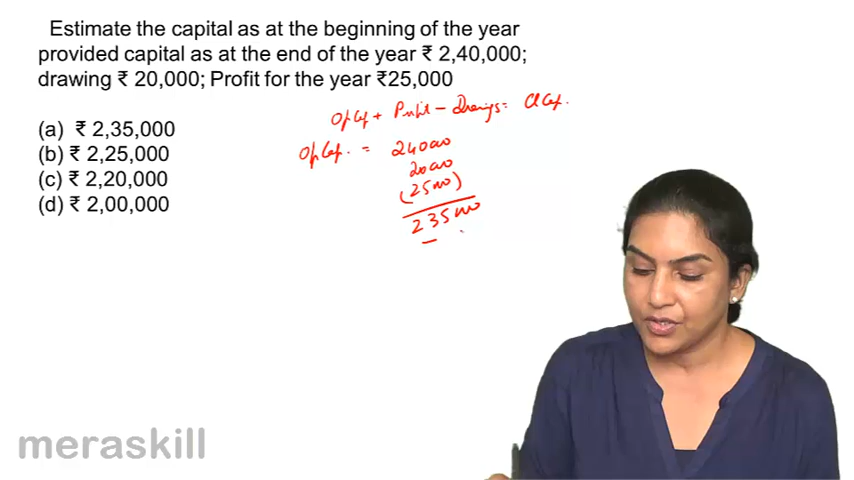 Estimate the capital as at the beginning of the year
provided capital as at the end of the year ₹ 2,40,000;
drawing ₹ 20,000; Profit for the year ₹25,000
Op Cap + Profit - Drawings = Cl Cap.
(a) ₹ 2,35,000
(b) ₹ 2,25,000
(c) ₹ 2,20,000
(d) ₹ 2,00,000
Op Cap. = 240000
20000
(25000)
235000
meraskill